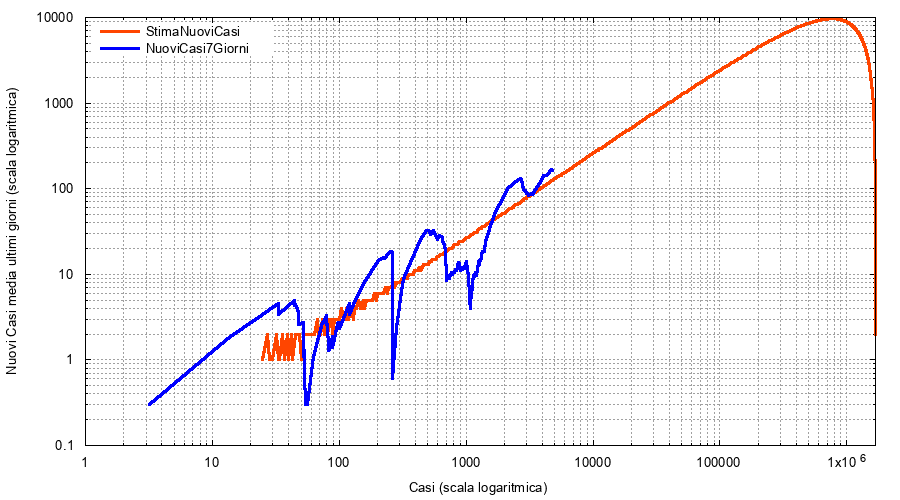 StimaNuoviCasi
NuoviCasi7Giorni
Nuovi Casi media ultimi giorni (scala logaritmica)
10000
1000
100
10
1
0.1
1 10 100 1000 10000 100000 1x10 6
Casi (scala logaritmica)